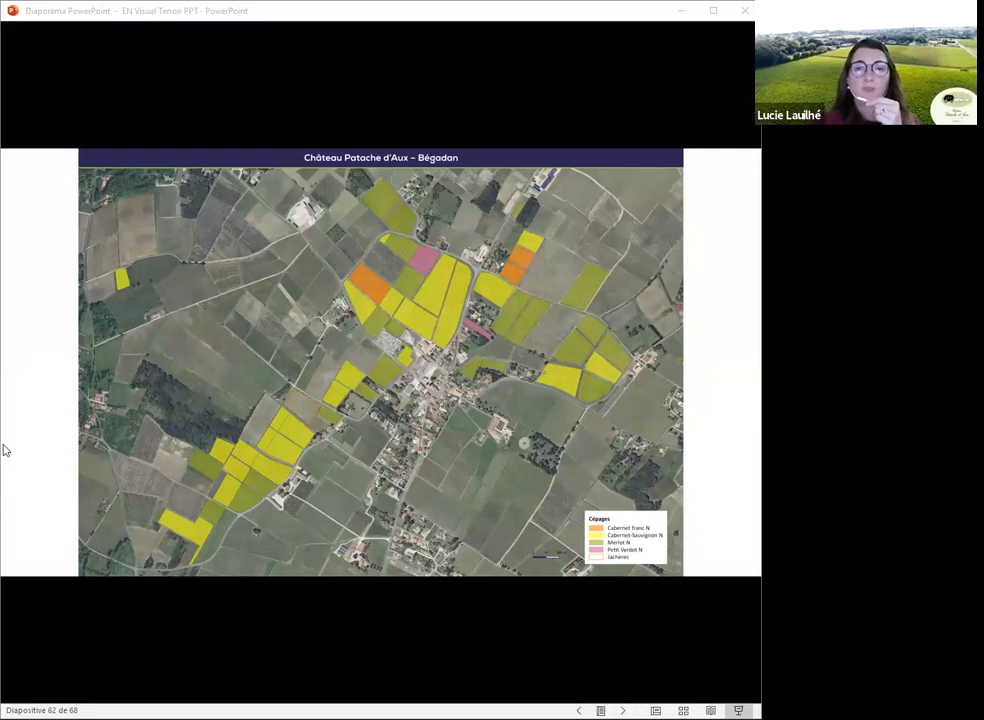 Diaporama PowerPoint - EN Visual Terroir PPT - PowerPoint
Lucie Lauilhé
Château Patache d'Aux – Bégadan
Cépages
Cabernet franc N
Cabernet-Sauvignon N
Merlot N
Petit Verdot N
Jachères
Diapositive 62 de 68